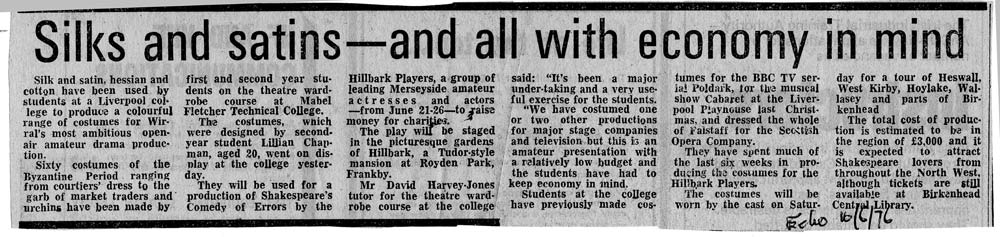 Silks and satins—and all with economy in mind
Silk and satin, hessian and
cotton have been used by
students at a Liverpool col-
lege to produce a colourful
range of costumes for Wir-
ral's most ambitious open-
air amateur drama produc-
tion.
Sixty costumes of the
Byzantine Period ranging
from courtiers' dress to the
garb of market traders and
urchins have been made by
first and second year stu-
dents on the theatre ward-
robe course at Mabel
Fletcher Technical College.
The costumes, which
were designed by second-
year student Lillian Chap-
man, aged 20, went on dis-
play at the college yester-
day.
They will be used for a
production of Shakespeare's
Comedy of Errors by the
Hillbark Players, a group of
leading Merseyside amateur
actresses and actors
—from June 21-26—to raise
money for charities.
The play will be staged
in the picturesque gardens
of Hillbark, a Tudor-style
mansion at Royden Park,
Frankby.
Mr David Harvey-Jones
tutor for the theatre ward-
robe course at the college
said: "It's been a major
under-taking and a very use-
ful exercise for the students.
"We have costumed one
or two other productions
for major stage companies
and television but this is an
amateur presentation with
a relatively low budget and
the students have had to
keep economy in mind.
Students at the college
have previously made cos-
tumes for the BBC TV ser-
ial Poldark, for the musical
show Cabaret at the Liver-
pool Playhouse last Christ-
mas, and dressed the whole
of Falstaff for the Scottish
Opera Company.
They have spent much of
the last six weeks in pro-
ducing the costumes for the
Hillbark Players.
The costumes will be
worn by the cast on Satur-
day for a tour of Heswall,
West Kirby, Hoylake, Wal-
lasey and parts of Bir-
kenhead
The total cost of produc-
tion is estimated to be in
the region of £3,000 and it
is expected to attract
Shakespeare lovers from
throughout the North West,
although tickets are still
available at Birkenhead
Central Library.
Echo 10/6/76